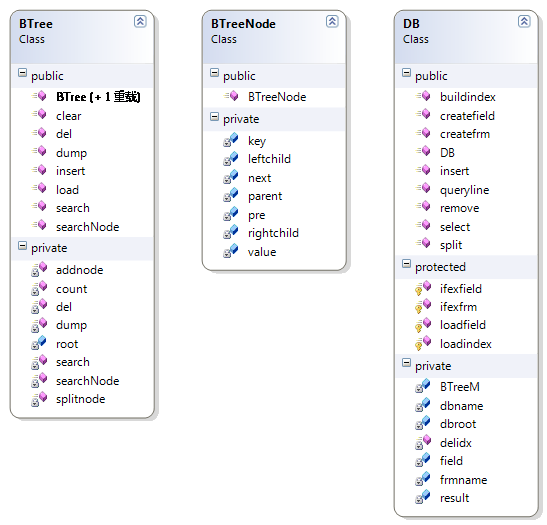 BTree
Class
public
BTree (+ 1 重载)
clear
del
dump
insert
load
search
searchNode
private
addnode
count
del
dump
root
search
searchNode
splitnode
BTreeNode
Class
public
BTreeNode
private
key
leftchild
next
parent
pre
rightchild
value
DB
Class
public
buildindex
createfield
createfrm
DB
insert
queryline
remove
select
split
protected
ifexfield
ifexfrm
loadfield
loadindex
private
BTreeM
dbname
dbroot
delidx
field
frmname
result